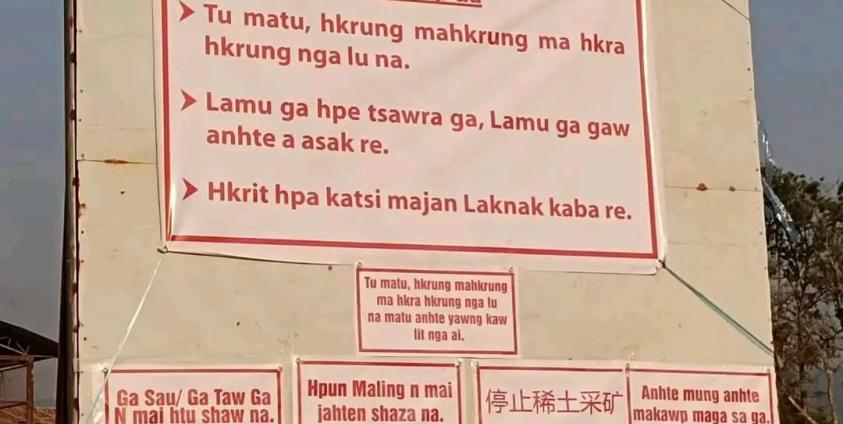 ➤ Tu matu, hkrung mahkrung ma hkra
hkrung nga lu na.
➤ Lamu ga hpe tsawra ga, Lamu ga gaw
anhte a asak re.
➤ Hkrit hpa katsi majan Laknak kaba re.
Tu matu, hkrung mahkrung
ma hkra hkrung nga lu
na matu anhte yawng kaw
lit nga ai.
Ga Sau/ Ga Taw Ga
N mai htu shaw na.
Hpun Maling n mai
jahten shaza na.
停止稀土采矿
Anhte mung anhte
makawp maga sa ga.